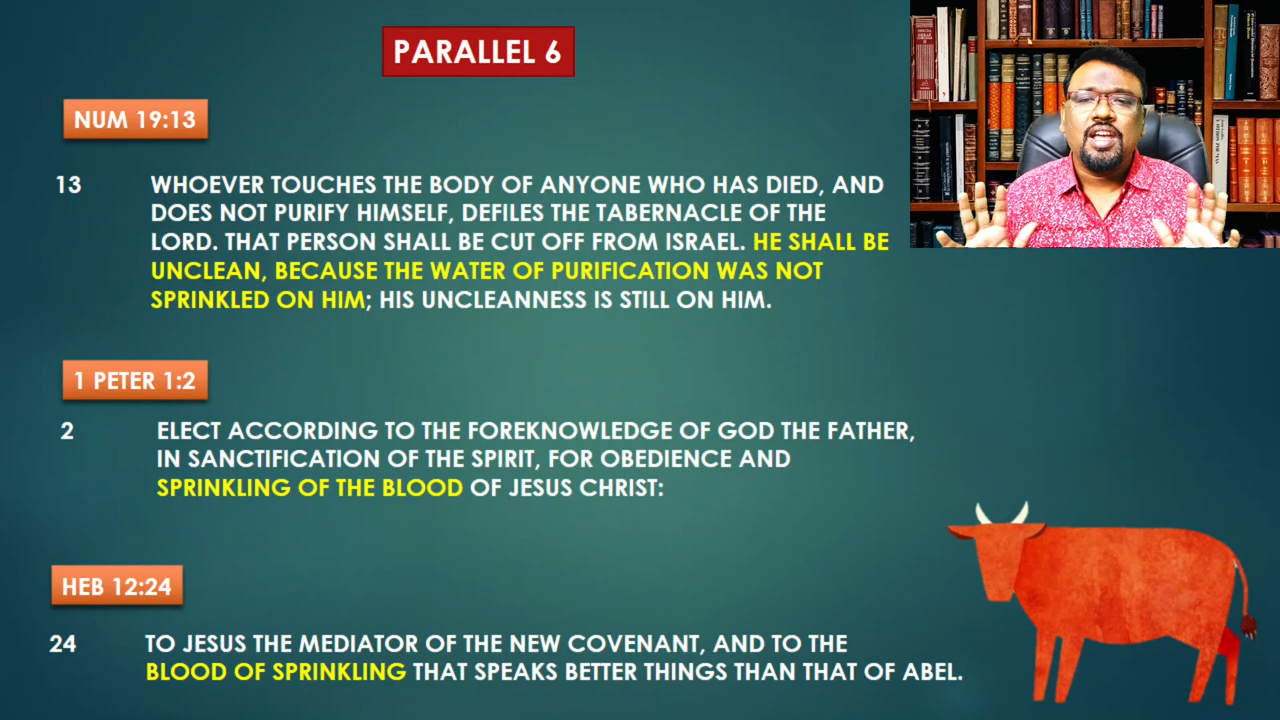 PARALLEL 6
NUM 19:13
13 WHOEVER TOUCHES THE BODY OF ANYONE WHO HAS DIED, AND
DOES NOT PURIFY HIMSELF, DEFILES THE TABERNACLE OF THE
LORD. THAT PERSON SHALL BE CUT OFF FROM ISRAEL. HE SHALL BE
UNCLEAN, BECAUSE THE WATER OF PURIFICATION WAS NOT
SPRINKLED ON HIM; HIS UNCLEANNESS IS STILL ON HIM.
1 PETER 1:2
2 ELECT ACCORDING TO THE FOREKNOWLEDGE OF GOD THE FATHER,
IN SANCTIFICATION OF THE SPIRIT, FOR OBEDIENCE AND
SPRINKLING OF THE BLOOD OF JESUS CHRIST:
HEB 12:24
24 TO JESUS THE MEDIATOR OF THE NEW COVENANT, AND TO THE
BLOOD OF SPRINKLING THAT SPEAKS BETTER THINGS THAN THAT OF ABEL.